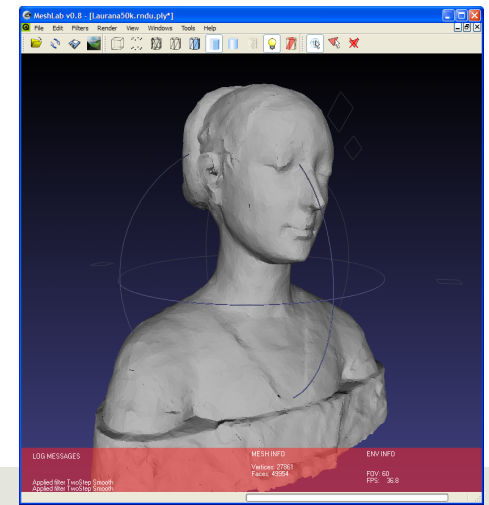 MeshLab v0.8 - [Laurana50k.rndu.ply*]
File Edit Filters Render View Windows Tools Help
LOG MESSAGES
MESH INFO
ENV INFO
Vertices: 27861
Faces: 49954
FOV: 60
FPS: 36.8
Applied filter TwoStep Smooth
Applied filter TwoStep Smooth